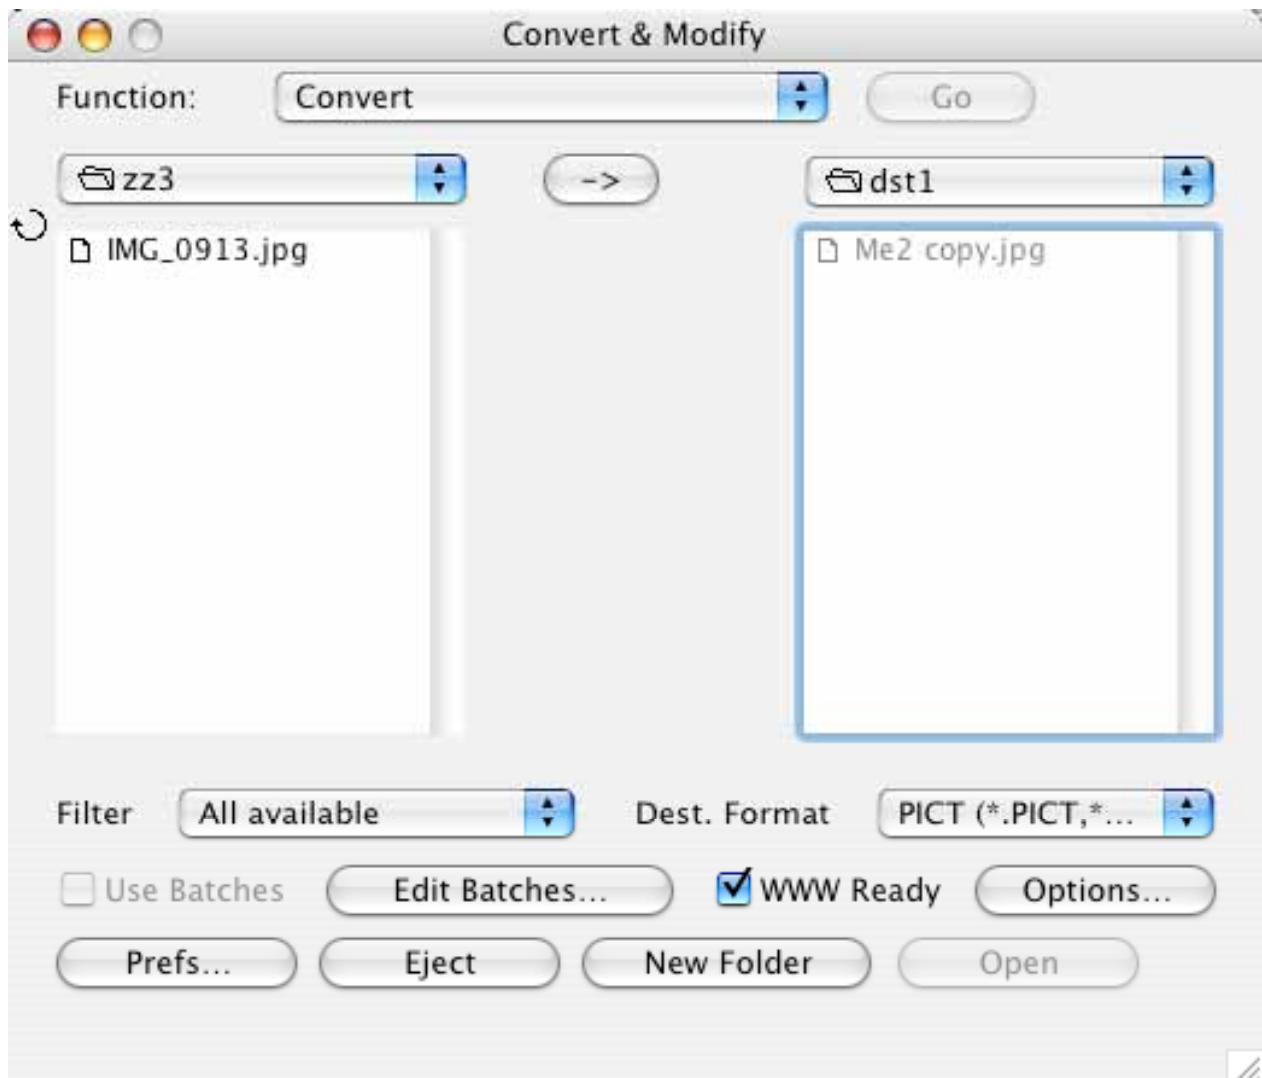 Convert & Modify
Function: Convert Go
zz3 -> dst1
IMG_0913.jpg Me2 copy.jpg
Filter All available Dest. Format PICT (*.PICT,*...
Use Batches Edit Batches... WWW Ready Options...
Prefs... Eject New Folder Open